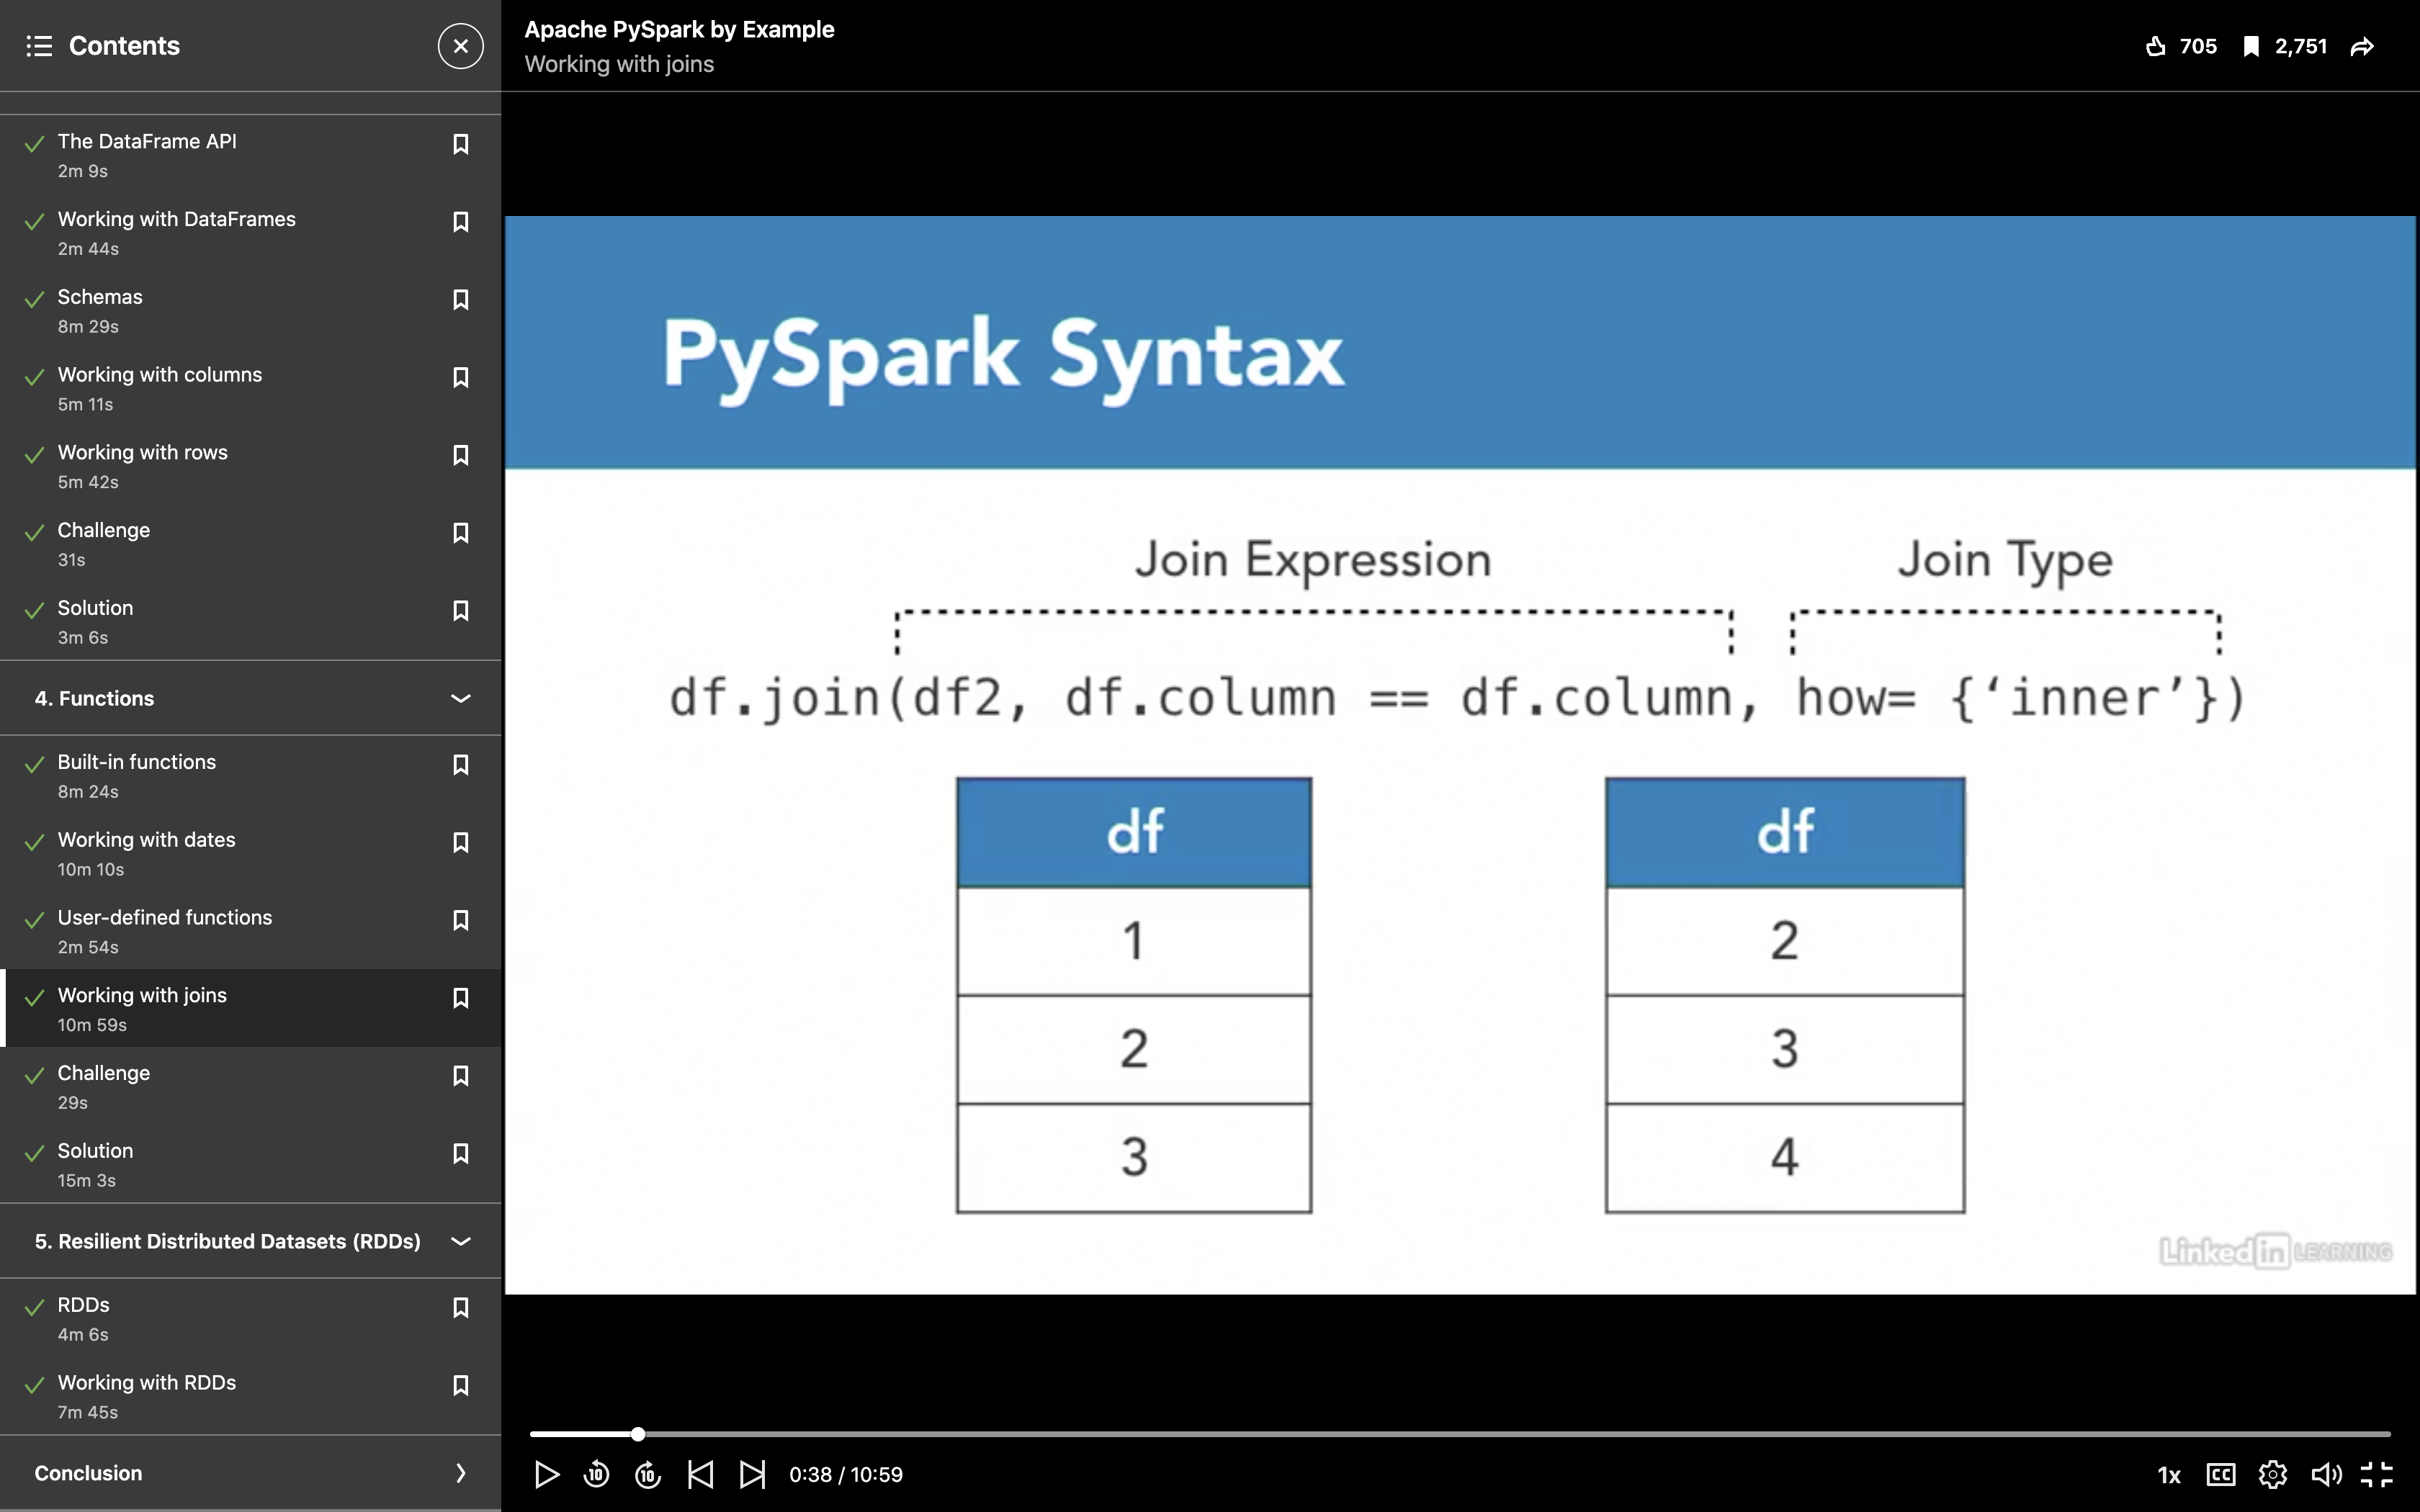 Contents
The DataFrame API
2m 9s
Working with DataFrames
2m 44s
Schemas
8m 29s
Working with columns
5m 11s
Working with rows
5m 42s
Challenge
31s
Solution
3m 6s
4. Functions
Built-in functions
8m 24s
Working with dates
10m 10s
User-defined functions
2m 54s
Working with joins
10m 59s
Challenge
29s
Solution
15m 3s
5. Resilient Distributed Datasets (RDDs)
RDDs
4m 6s
Working with RDDs
7m 45s
Conclusion
Apache PySpark by Example
Working with joins
705 2,751
PySpark Syntax
Join Expression Join Type
df.join(df2, df.column == df.column, how= {‘inner’})
df df
1 2
2 3
3 4
Linked in LEARNING
10 10 0:38 / 10:59 1x CC